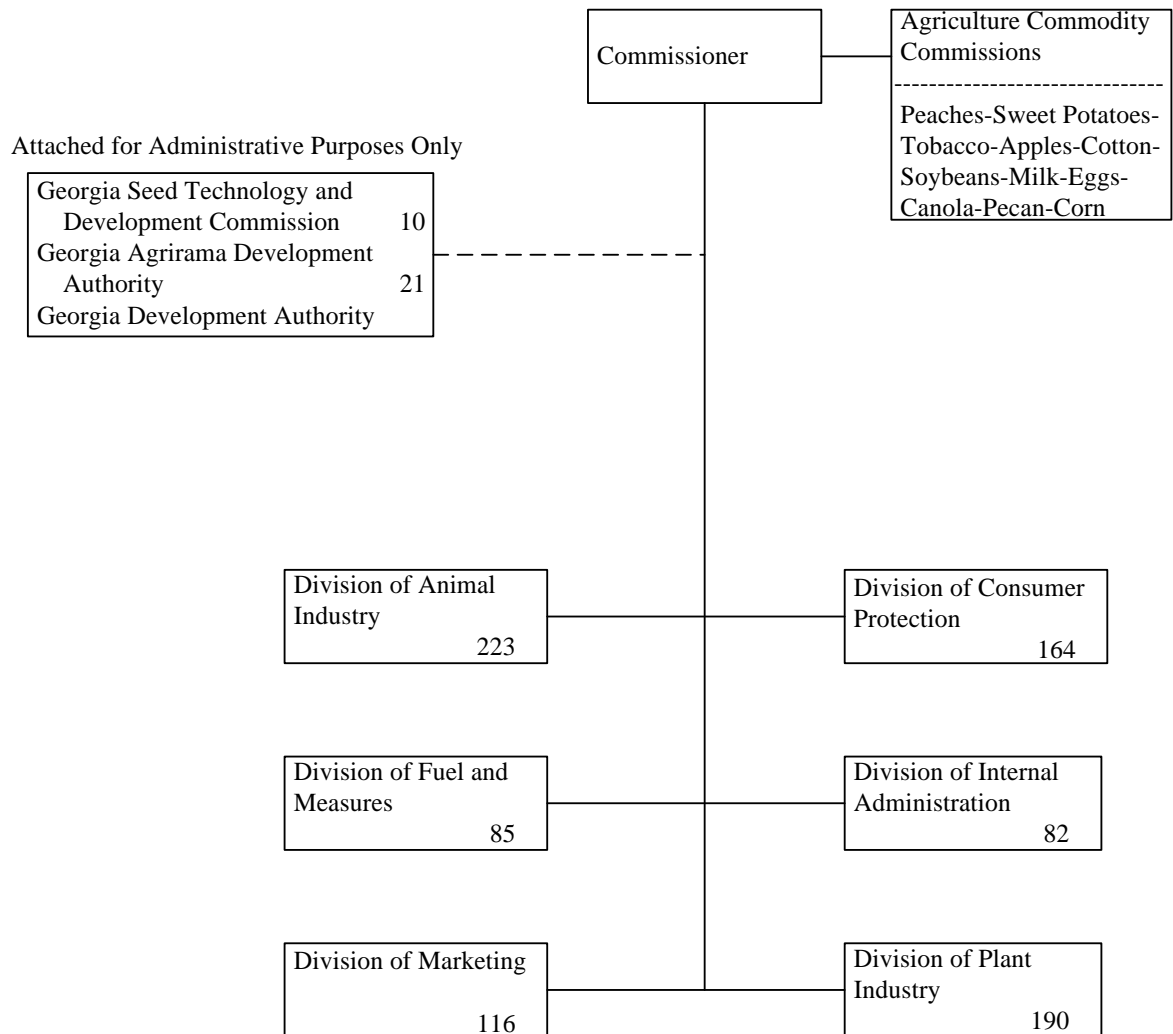 Commissioner
Agriculture Commodity
Commissions
--------------------------------
Peaches-Sweet Potatoes-
Tobacco-Apples-Cotton-
Soybeans-Milk-Eggs-
Canola-Pecan-Corn
Attached for Administrative Purposes Only
Georgia Seed Technology and
Development Commission 10
Georgia Agrirama Development
Authority 21
Georgia Development Authority
Division of Animal
Industry
223
Division of Consumer
Protection
164
Division of Fuel and
Measures
85
Division of Internal
Administration
82
Division of Marketing
116
Division of Plant
Industry
190